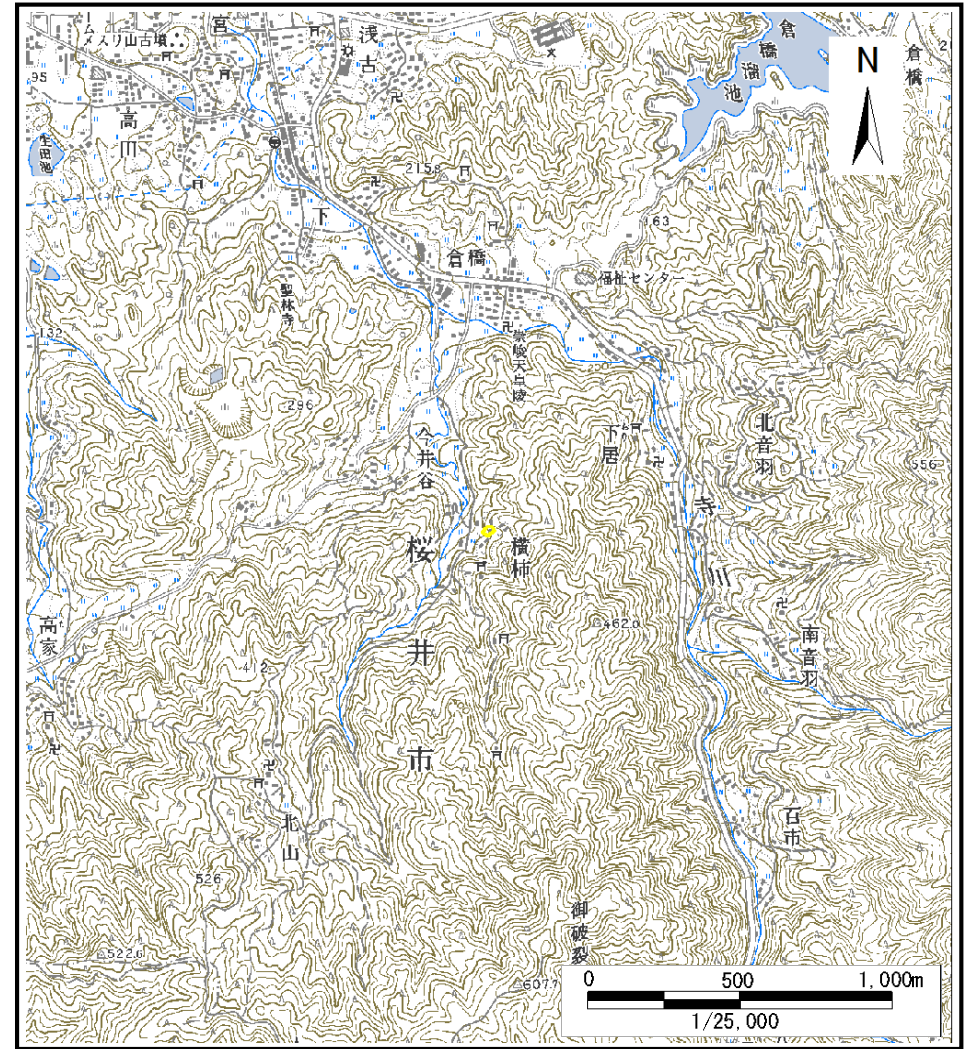 メスリ山古墳
宮
浅古
倉橋溜池
倉橋
N
95
高田
生田池
215.8
下
163
倉橋
福祉センター
聖林寺
崇峻天皇陵
132
296
今井谷
下居
北音羽
556
寺川
横柿
桜井市
462.0
高家
南音羽
412
北山
石市
526
522.6
御破裂
607.7
0 500 1,000m
1/25,000